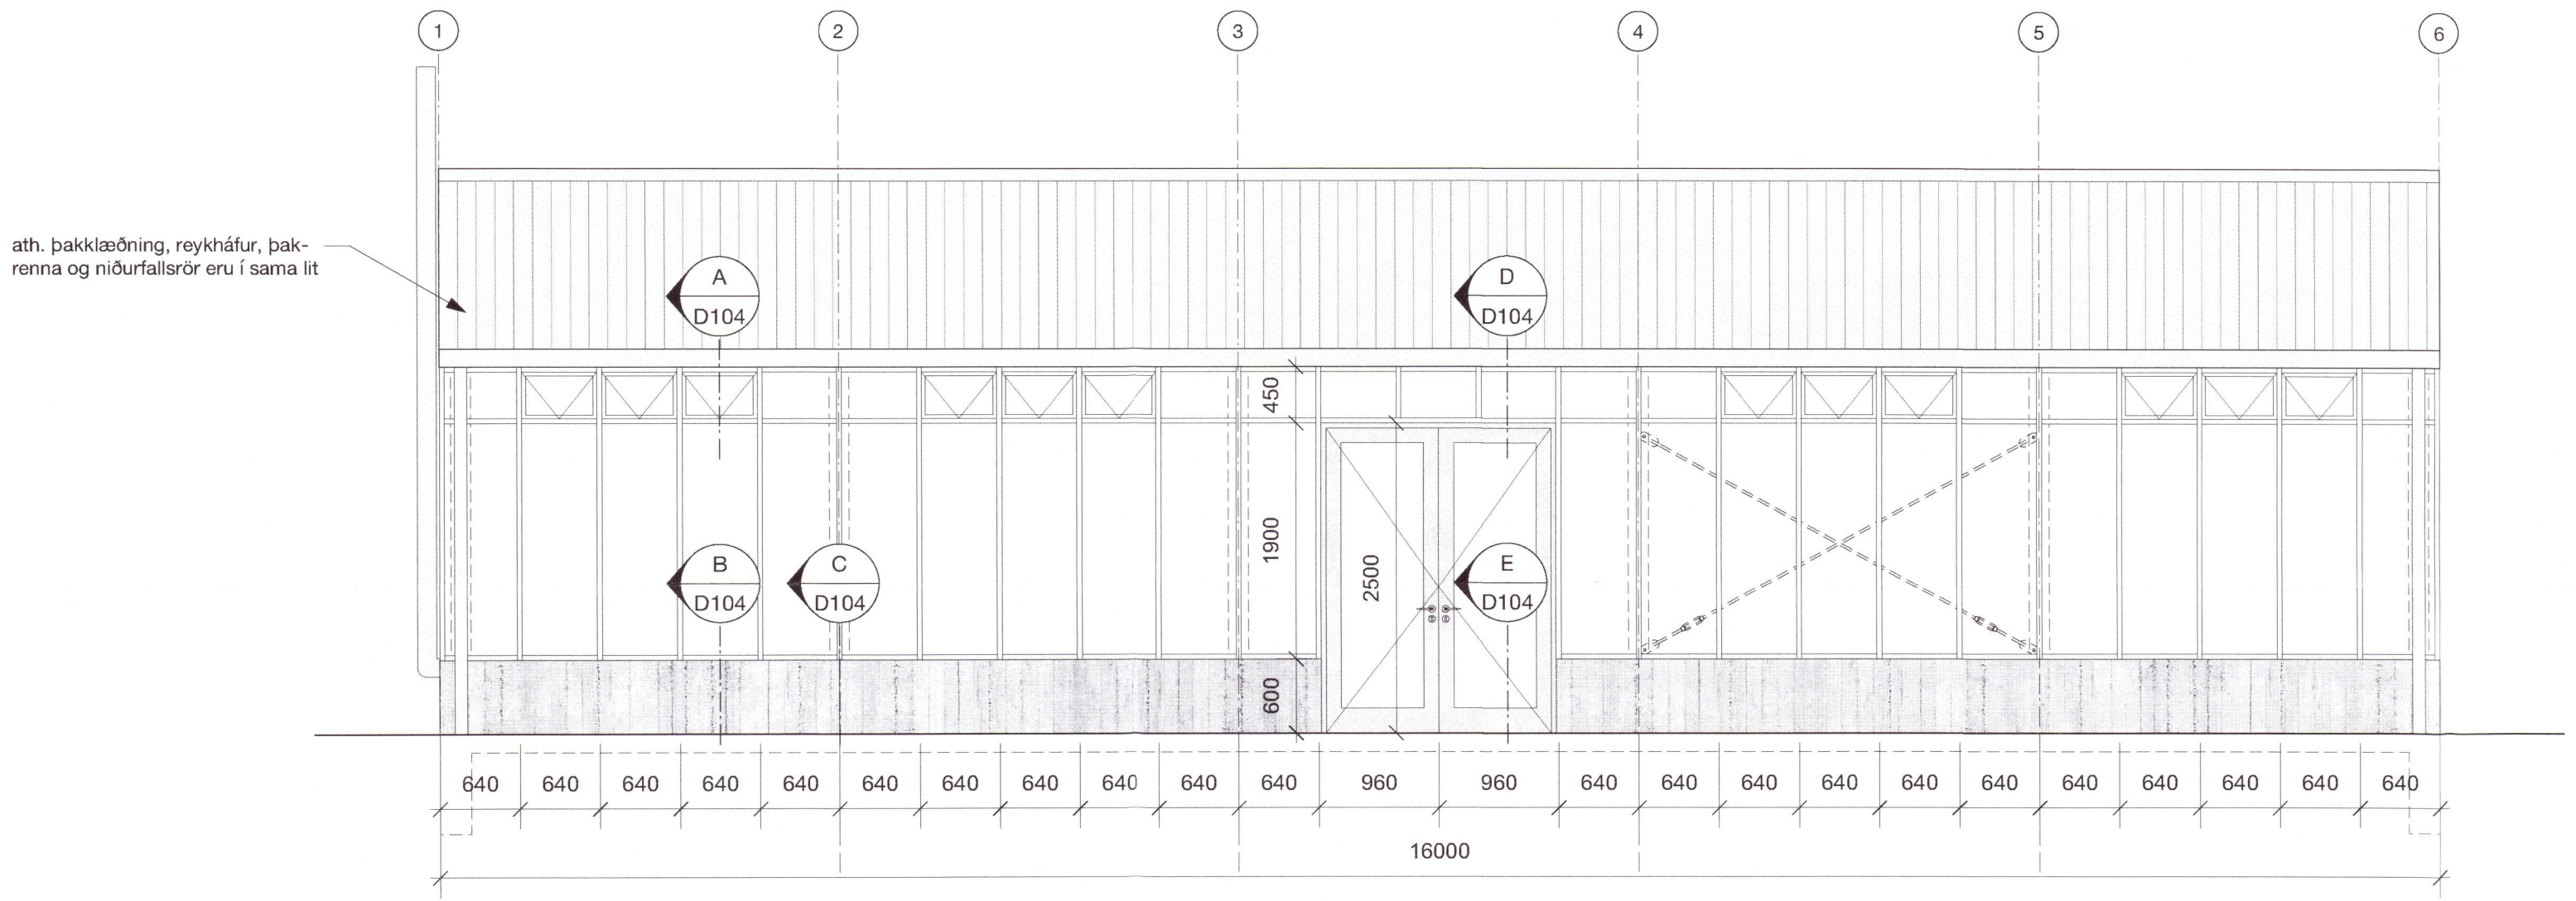 1 2 3 4 5 6
ath. þakklæðning, reykháfur, þak-
renna og niðurfallsrör eru í sama lit
A
D104
D
D104
450
1900
2500
600
B
D104
C
D104
E
D104
640 640 640 640 640 640 640 640 640 640 640 960 960 640 640 640 640 640 640 640 640 640 640
16000